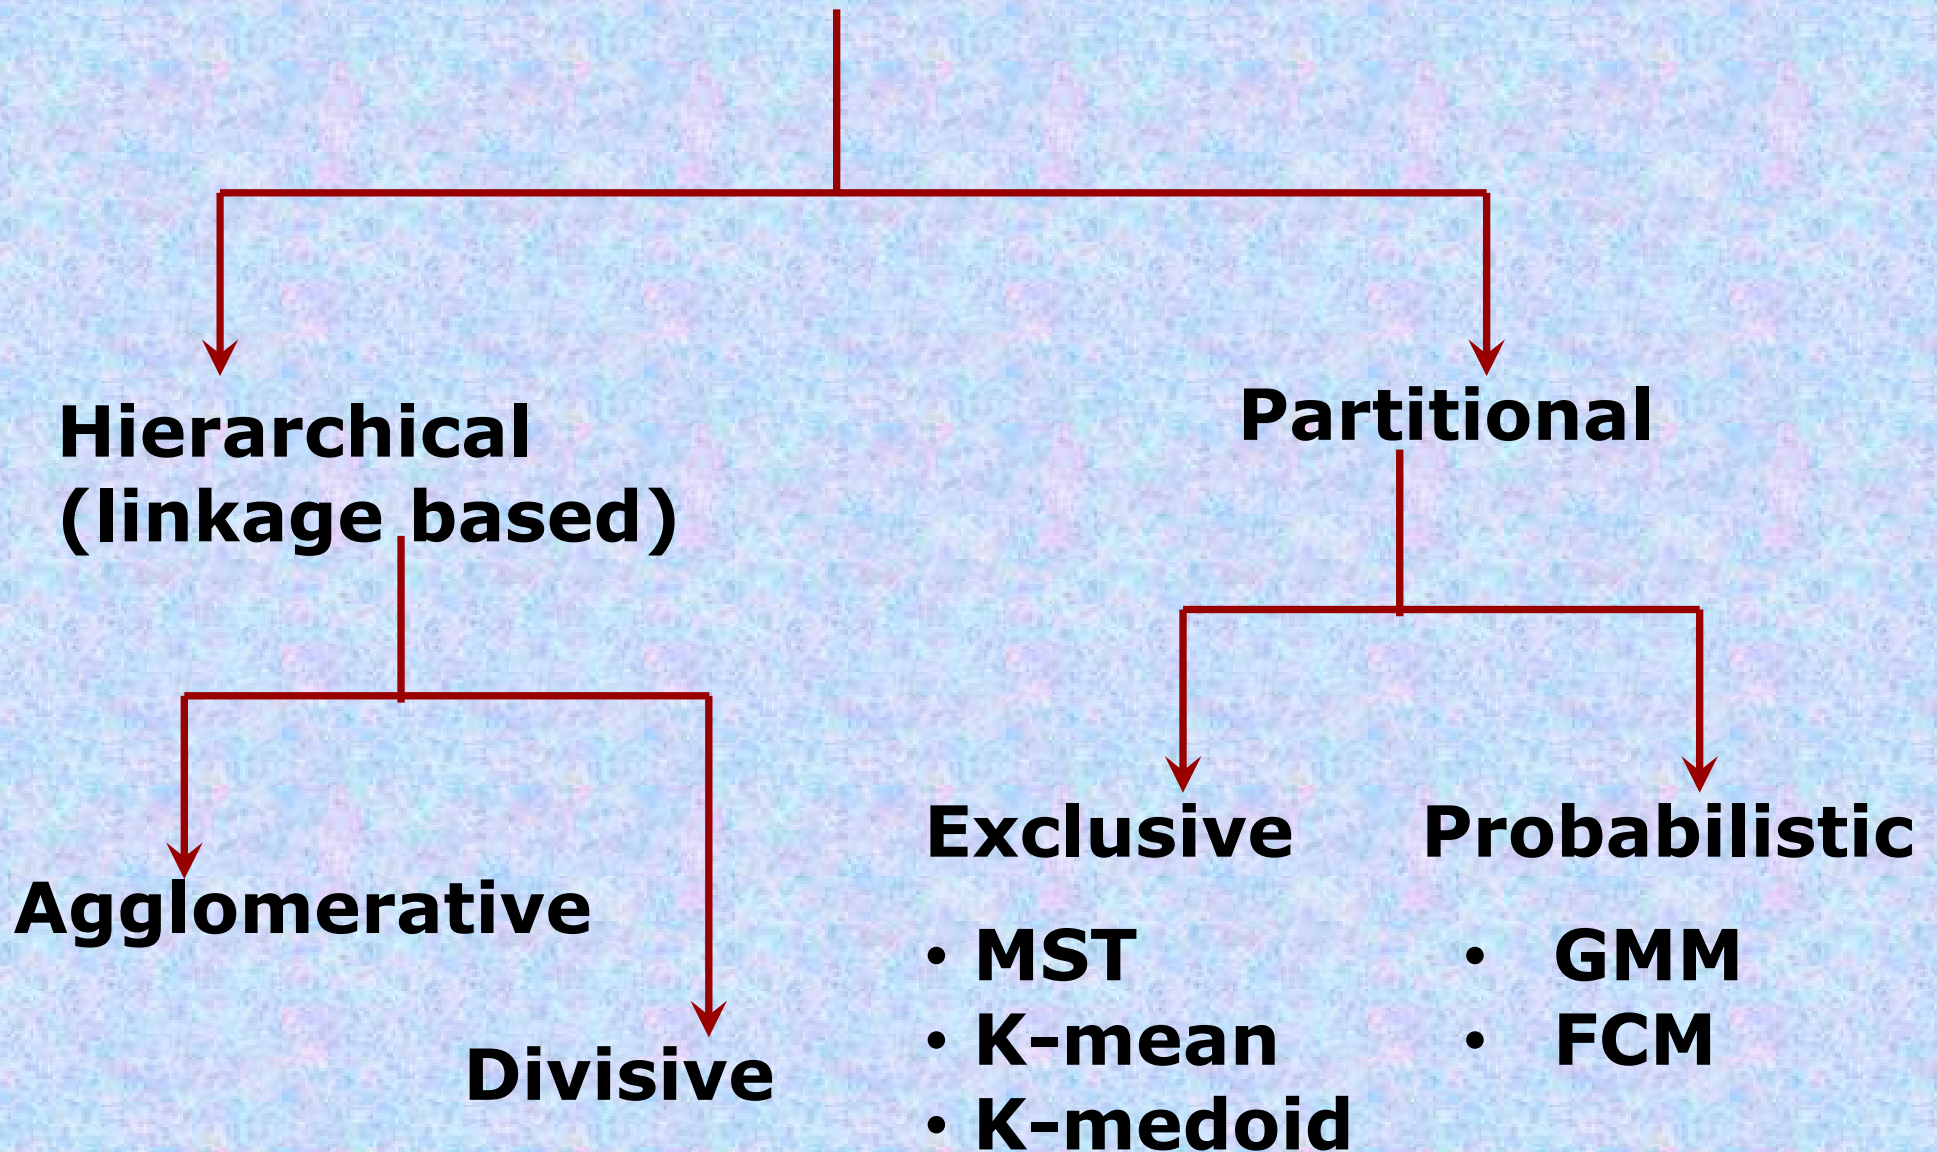 Hierarchical
(linkage based)
Partitional
Agglomerative
Divisive
Exclusive
• MST
• K-mean
• K-medoid
Probabilistic
• GMM
• FCM